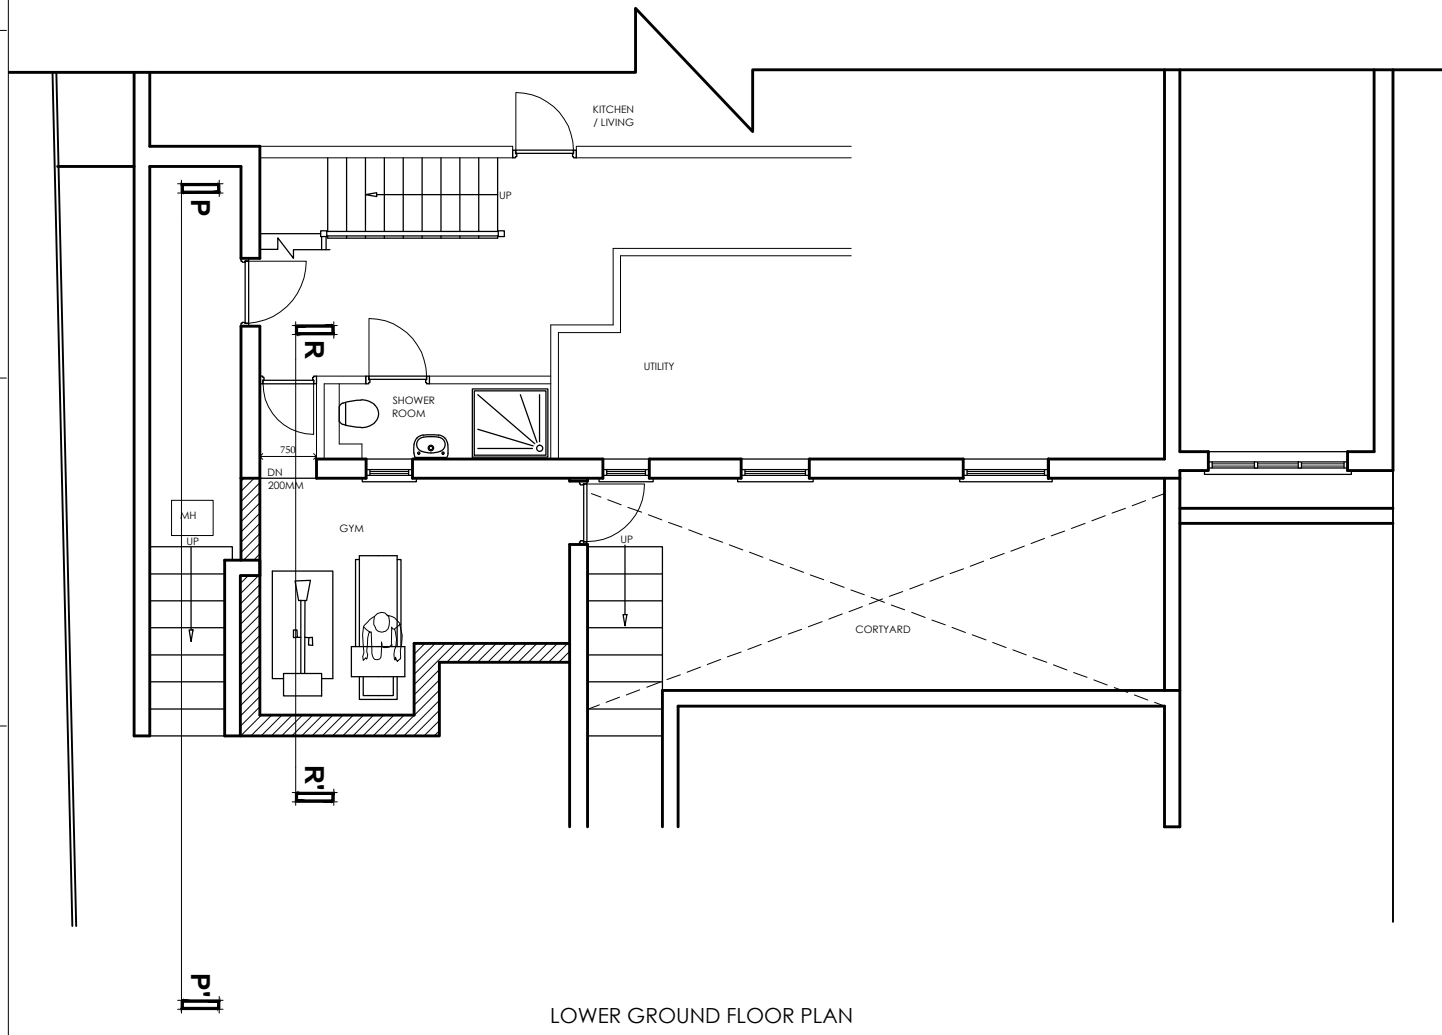 KITCHEN
/ LIVING
UP
P
R
UTILITY
SHOWER
ROOM
750
DN
200MM
MH
GYM
UP
UP
CORTYARD
R'
P'
LOWER GROUND FLOOR PLAN